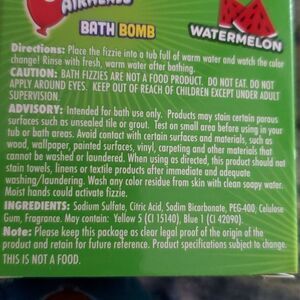 AIRHEADS
BATH BOMB
WATERMELON
Directions: Place the fizzie into a tub full of warm water and watch the color
change! Rinse with fresh, warm water after bathing.
CAUTION: BATH FIZZIES ARE NOT A FOOD PRODUCT. DO NOT EAT. DO NOT
APPLY AROUND EYES. KEEP OUT OF REACH OF CHILDREN EXCEPT UNDER ADULT
SUPERVISION.
ADVISORY: Intended for bath use only. Products may stain certain porous
surfaces such as unsealed tile or grout. Test on small area before using in your
tub or bath areas. Avoid contact with certain surfaces and materials, such as
wood, wallpaper, painted surfaces, vinyl, carpeting and other materials that
cannot be washed or laundered. When using as directed, this product should not
stain towels, linens or textile products after immediate and adequate
washing/laundering. Wash any color residue from skin with clean soapy water.
Moist hands could activate fizzie.
INGREDIENTS: Sodium Sulfate, Citric Acid, Sodim Bicarbonate, PEG-400, Cellulose
Gum, Fragrance. May contain: Yellow 5 (CI 15140), Blue 1 (CI 42090).
Note: Please keep this package as clear legal proof of the origin of the
product and retain for future reference. Product specifications subject to change.
THIS IS NOT A FOOD.